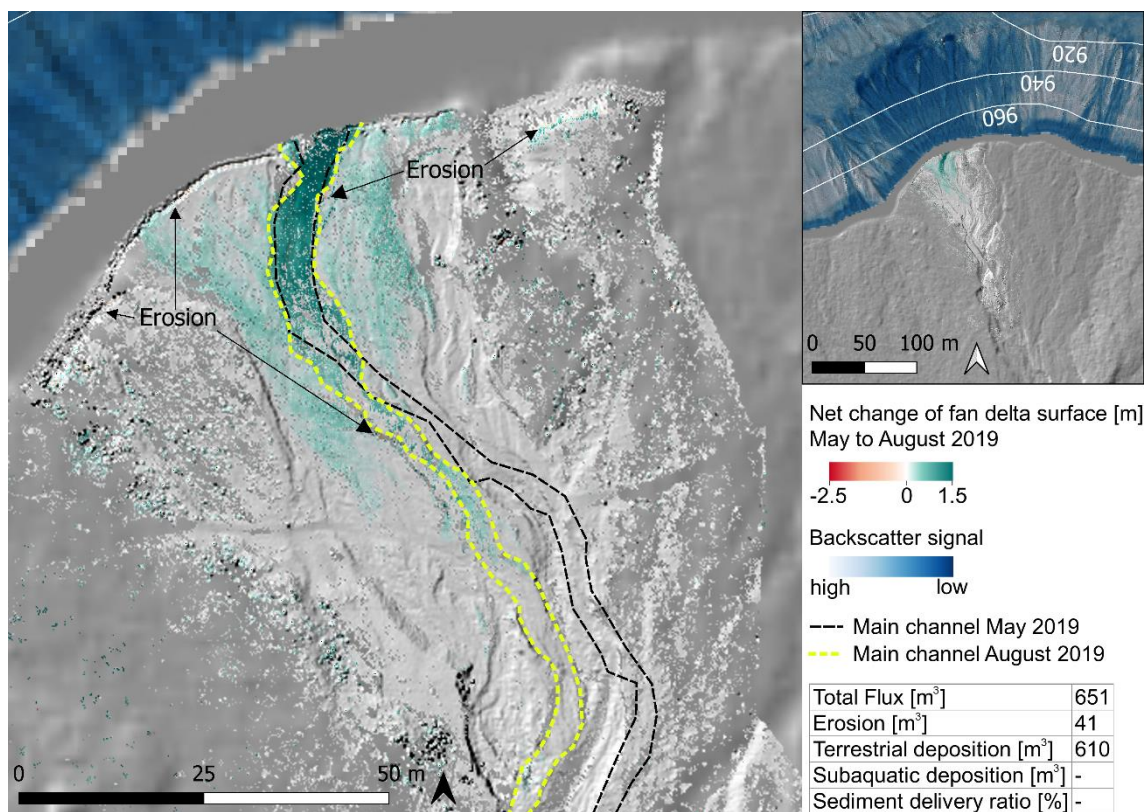 Erosion
Erosion
0 25 50 m
920
940
960
0 50 100 m
Net change of fan delta surface [m]
May to August 2019
-2.5 0 1.5
Backscatter signal
high low
Main channel May 2019
Main channel August 2019
Total Flux [m³] 651
Erosion [m³] 41
Terrestrial deposition [m³] 610
Subaquatic deposition [m³] -
Sediment delivery ratio [%] -